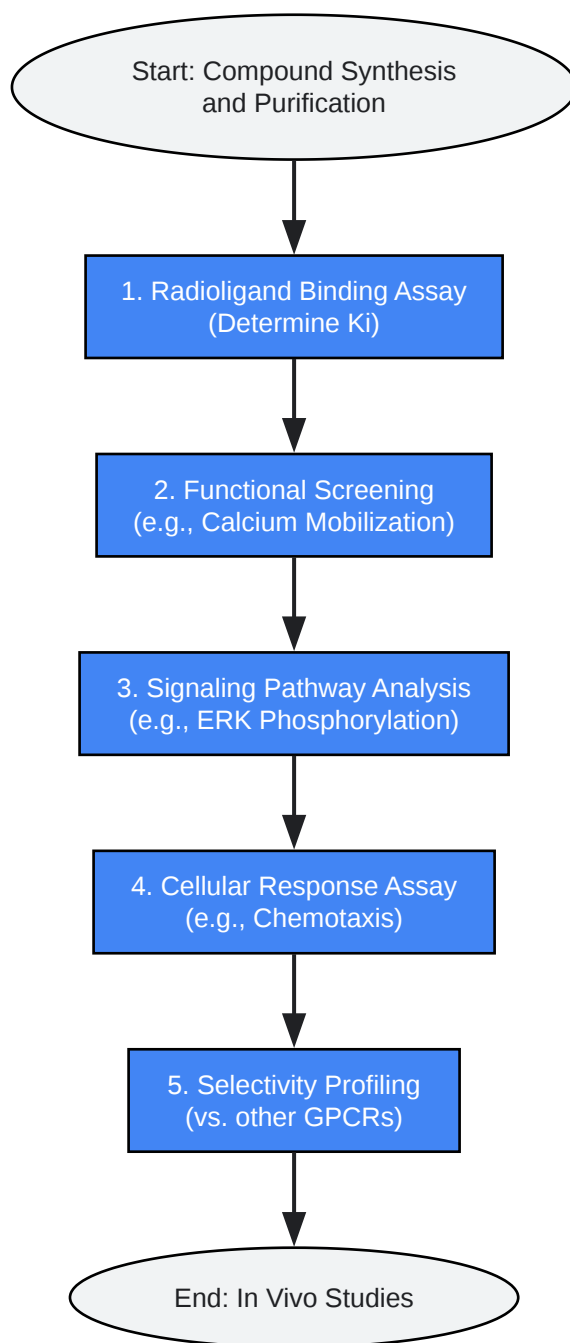 Start: Compound Synthesis
and Purification
1. Radioligand Binding Assay
(Determine Ki)
2. Functional Screening
(e.g., Calcium Mobilization)
3. Signaling Pathway Analysis
(e.g., ERK Phosphorylation)
4. Cellular Response Assay
(e.g., Chemotaxis)
5. Selectivity Profiling
(vs. other GPCRs)
End: In Vivo Studies